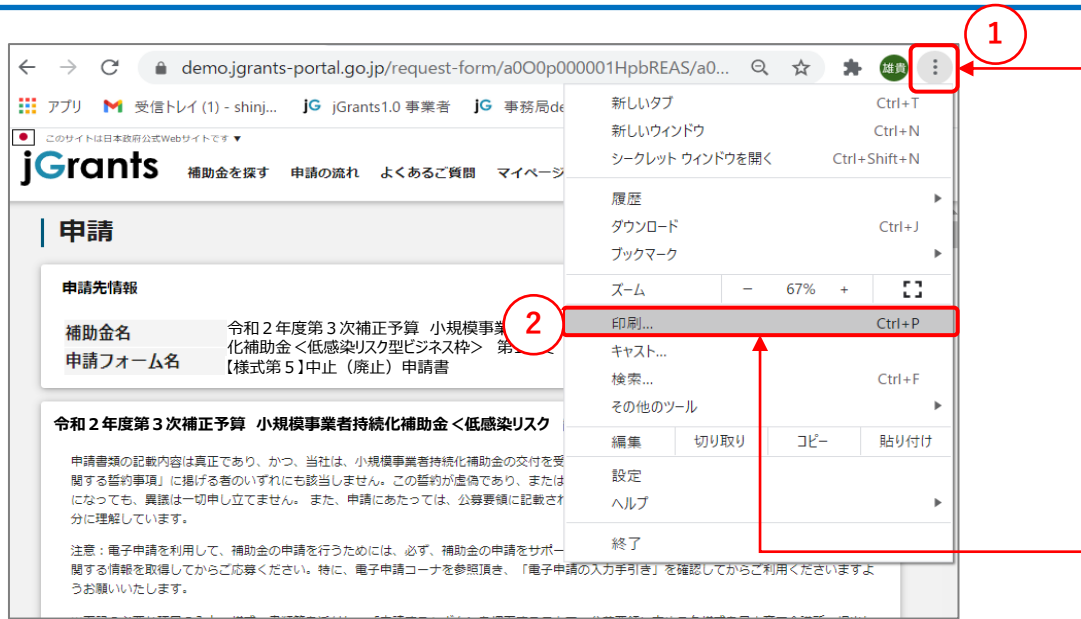 1
demo.jgrants-portal.go.jp/request-form/a0O0p000001HpbREAS/a0...
雄貴
アプリ 受信トレイ (1) - shinj... jG jGrants1.0 事業者 jG 事務局de
このサイトは日本政府公式Webサイトです ▼
jGrants 補助金を探す 申請の流れ よくあるご質問 マイページ
新しいタブ Ctrl+T
新しいウィンドウ Ctrl+N
シークレット ウィンドウを開く Ctrl+Shift+N
履歴
ダウンロード Ctrl+J
ブックマーク
ズーム － 67% +
2
印刷... Ctrl+P
キャスト...
検索... Ctrl+F
その他のツール
編集 切り取り コピー 貼り付け
設定
ヘルプ
終了
申請
申請先情報
補助金名 令和２年度第３次補正予算 小規模事業
化補助金＜低感染リスク型ビジネス枠＞
申請フォーム名 【様式第５】中止（廃止）申請書
令和２年度第３次補正予算 小規模事業者持続化補助金＜低感染リスク
申請書類の記載内容は真正であり、かつ、当社は、小規模事業者持続化補助金の交付を受
関する誓約事項」に掲げる者のいずれにも該当しません。この誓約が虚偽であり、または
になっても、異議は一切申し立てません。 また、申請にあたっては、公募要領に記載され
分に理解しています。
注意：電子申請を利用して、補助金の申請を行うためには、必ず、補助金の申請をサポー
関する情報を取得してからご応募ください。特に、電子申請コーナを参照頂き、「電子申請の入力手引き」を確認してからご利用くださいますよ
うお願いいたします。